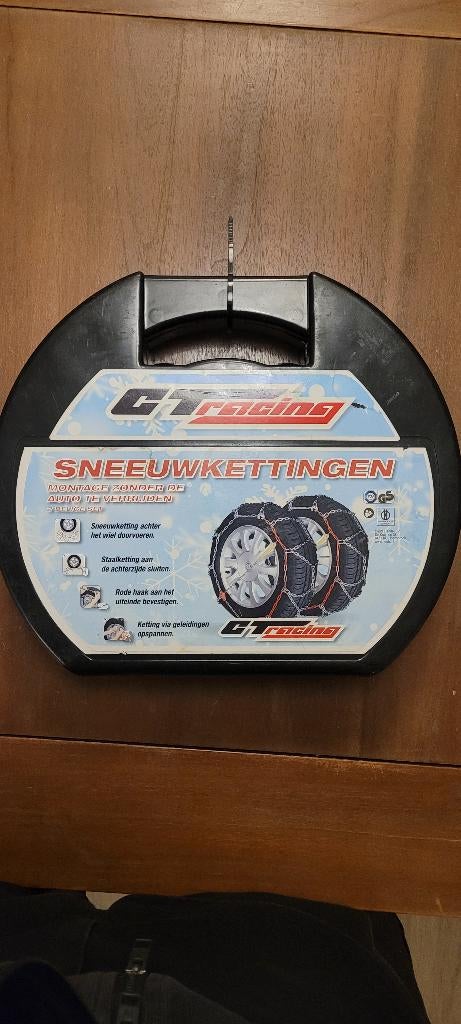 GT racing
SNEEUWKETTINGEN
MONTAGE ZONDER DE
AUTO TE VERRIJDEN
Sneeuwketting achter
het wiel doorvoeren.
Staalketting aan
de achterzijde sluiten.
Rode haak aan het
uiteinde bevestigen.
Ketting via geleidingen
opspannen.
GS
GT racing